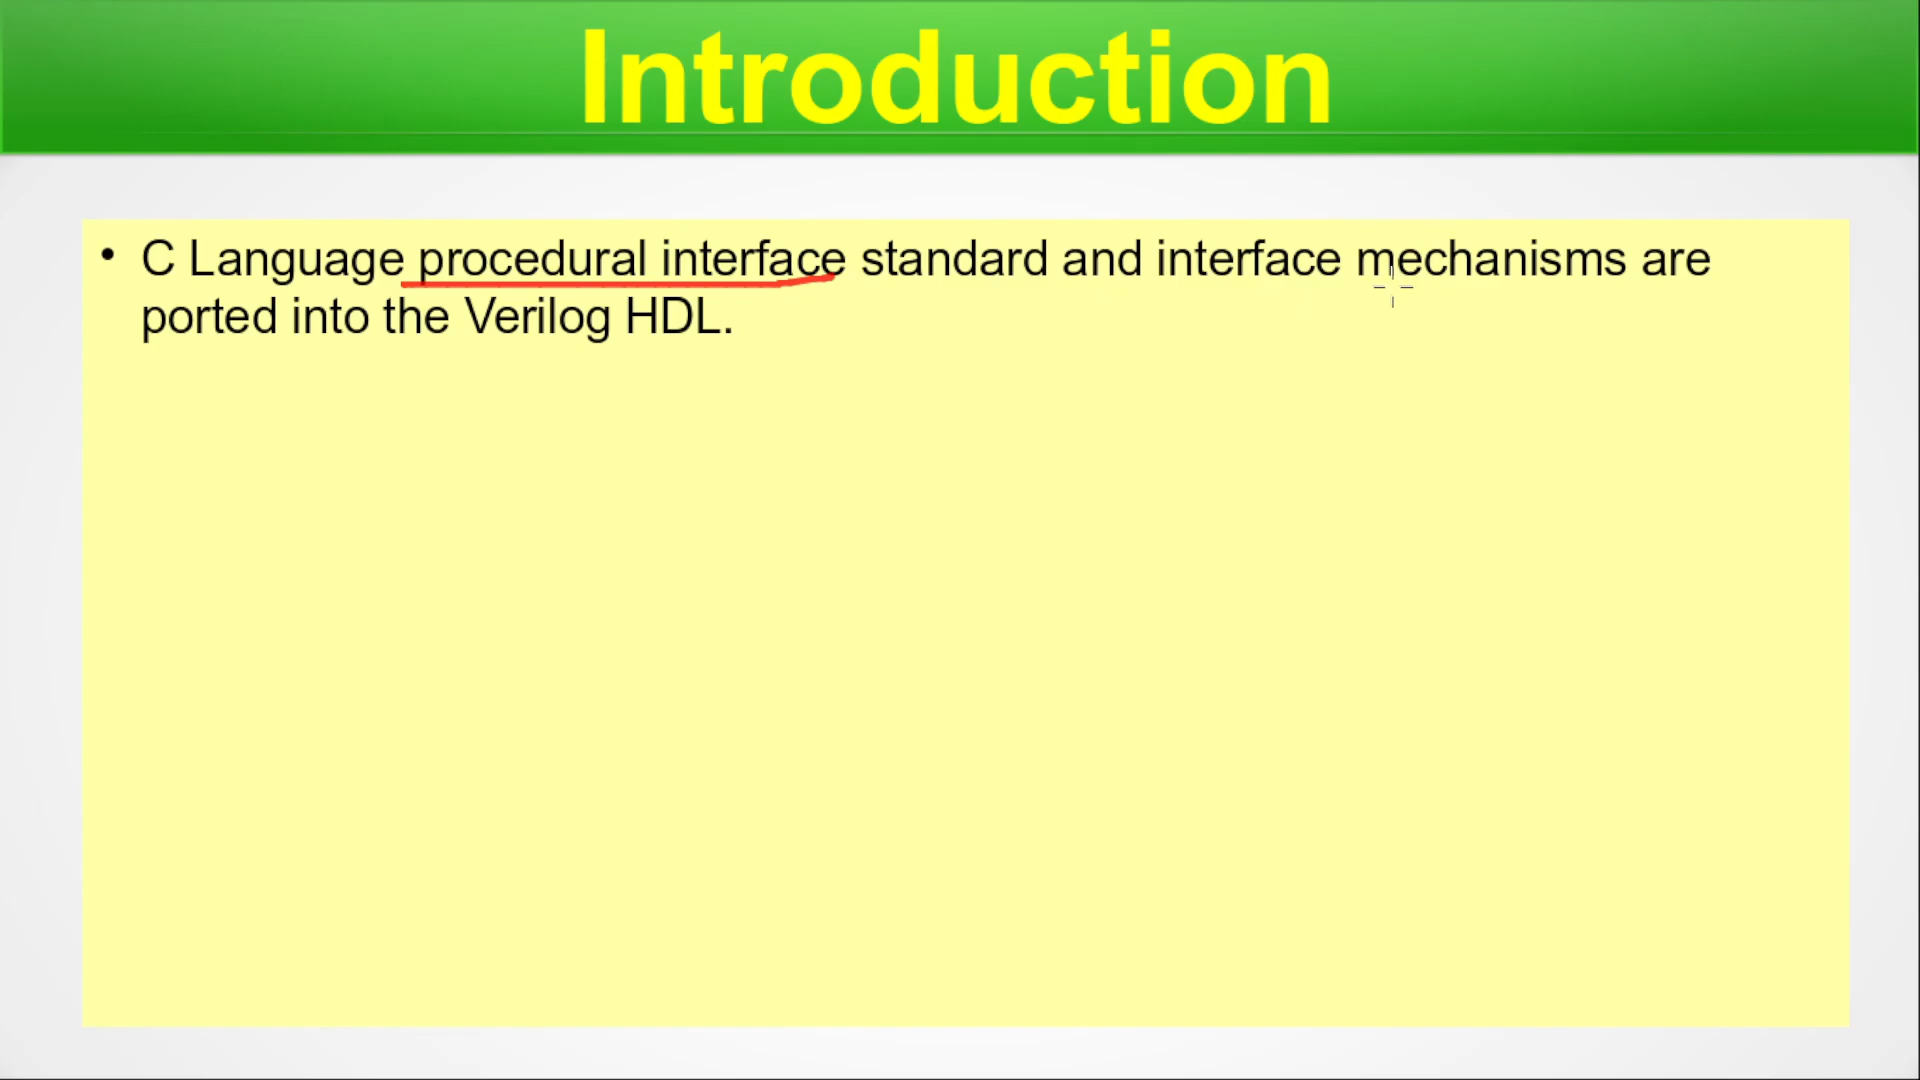 Introduction
• C Language procedural interface standard and interface mechanisms are
ported into the Verilog HDL.